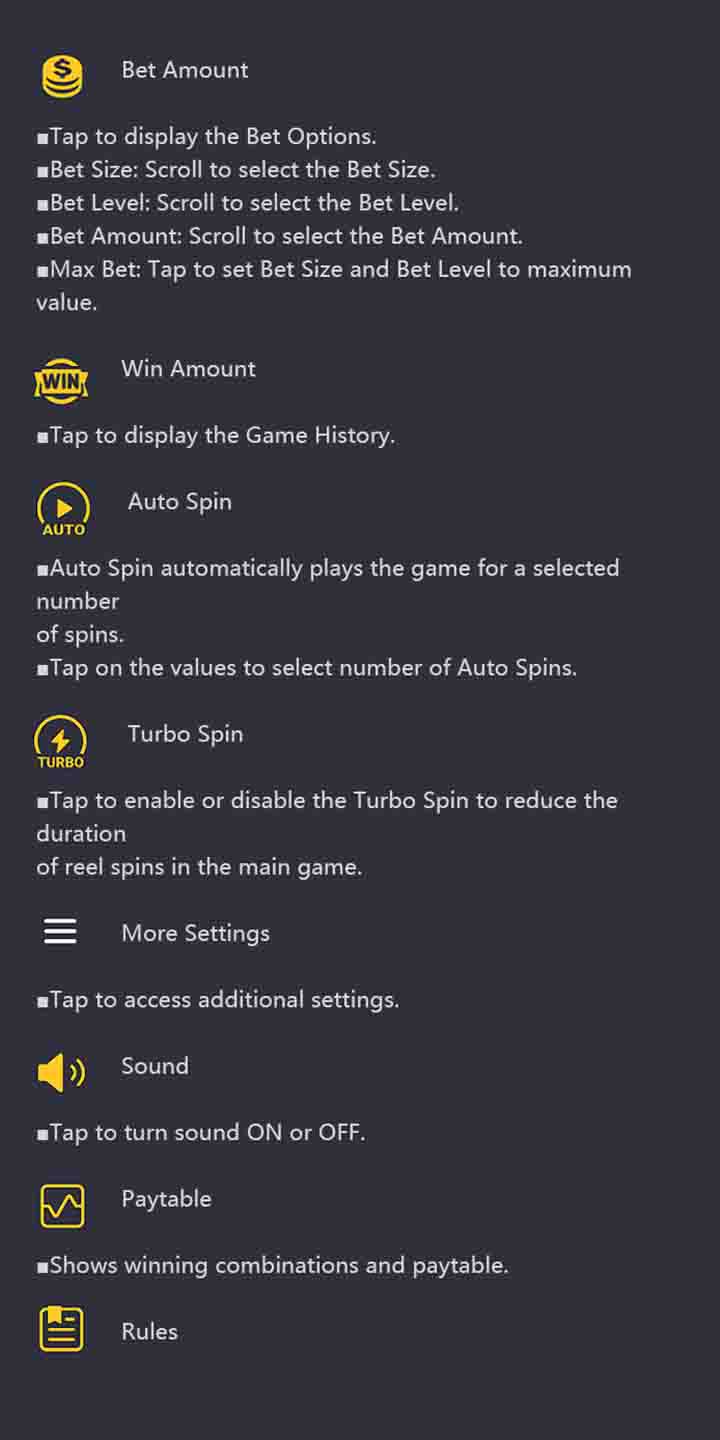 $
Bet Amount
■Tap to display the Bet Options.
■Bet Size: Scroll to select the Bet Size.
■Bet Level: Scroll to select the Bet Level.
■Bet Amount: Scroll to select the Bet Amount.
■Max Bet: Tap to set Bet Size and Bet Level to maximum
value.
WIN
Win Amount
■Tap to display the Game History.
AUTO
Auto Spin
■Auto Spin automatically plays the game for a selected
number
of spins.
■Tap on the values to select number of Auto Spins.
TURBO
Turbo Spin
■Tap to enable or disable the Turbo Spin to reduce the
duration
of reel spins in the main game.
More Settings
■Tap to access additional settings.
Sound
■Tap to turn sound ON or OFF.
Paytable
■Shows winning combinations and paytable.
Rules